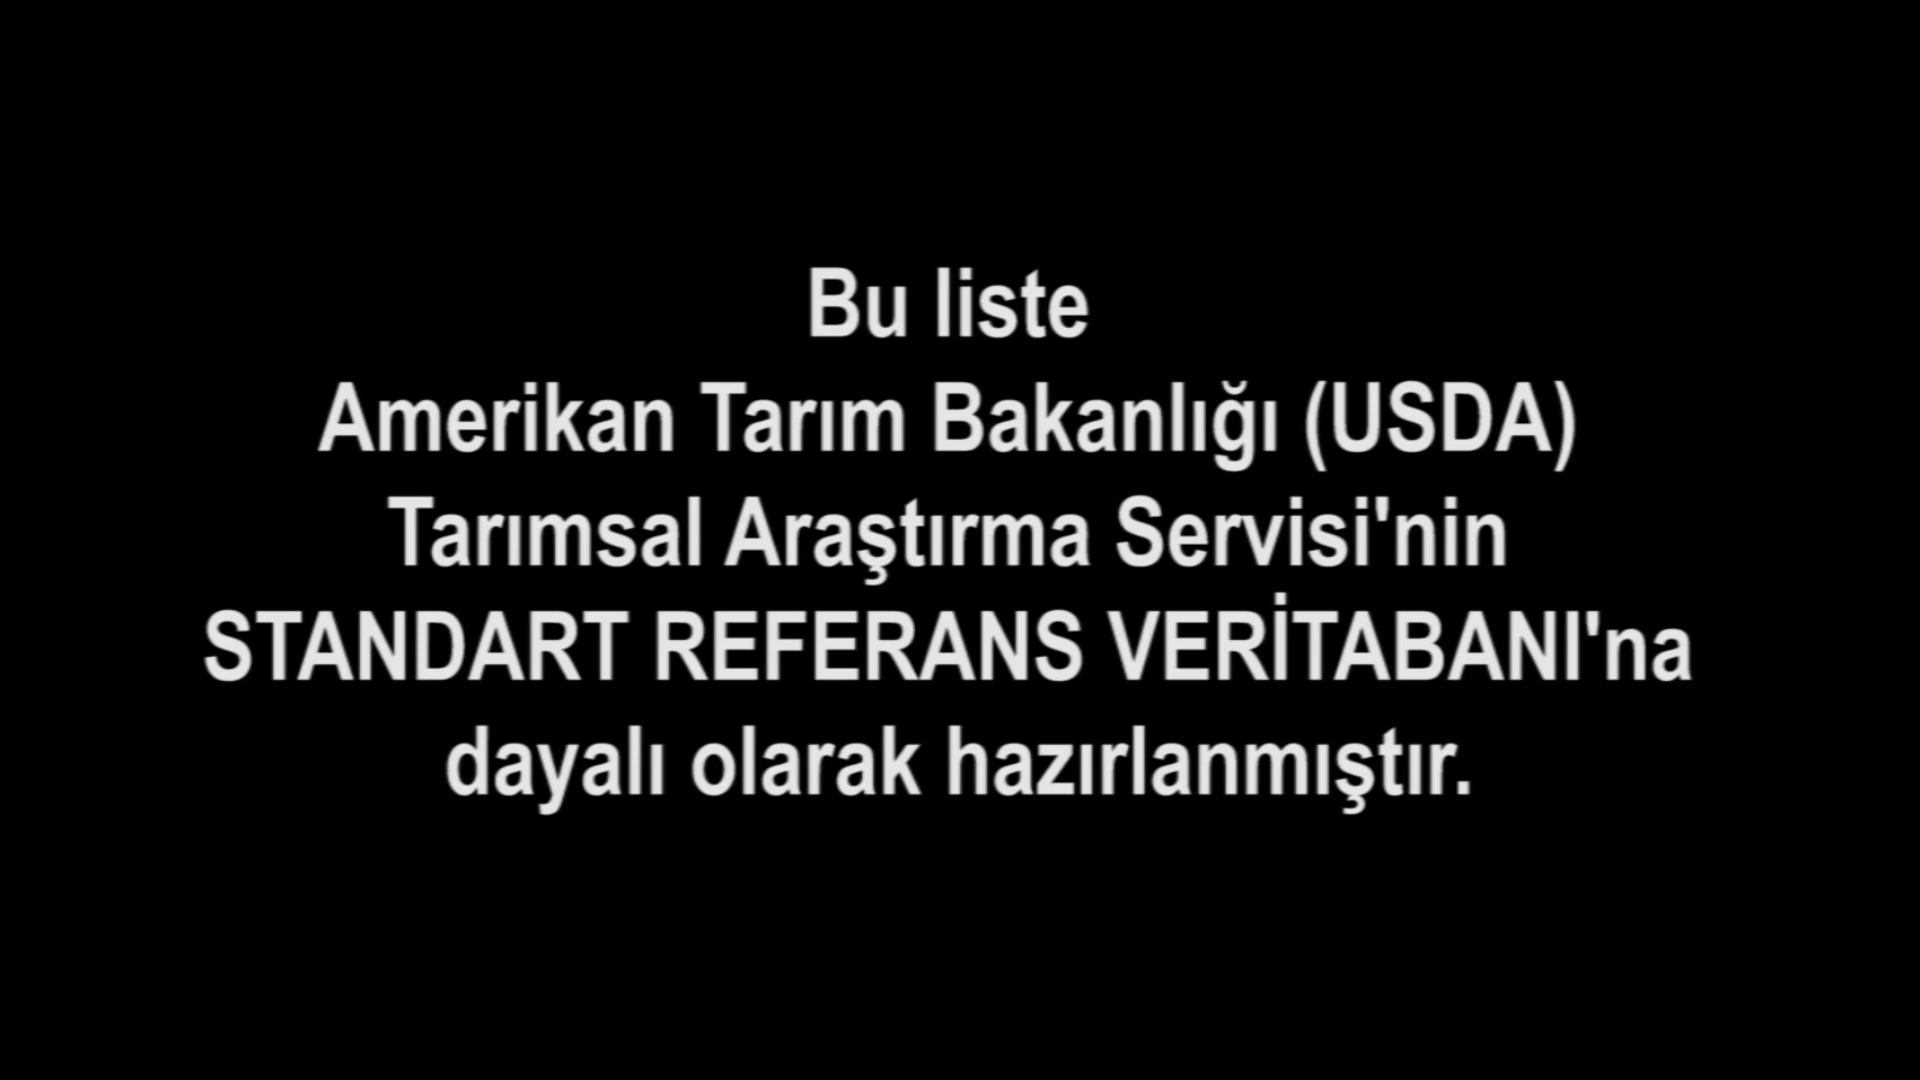 Bu liste
Amerikan Tarım Bakanlığı (USDA)
Tarımsal Araştırma Servisi'nin
STANDART REFERANS VERİTABANI'na
dayalı olarak hazırlanmıştır.